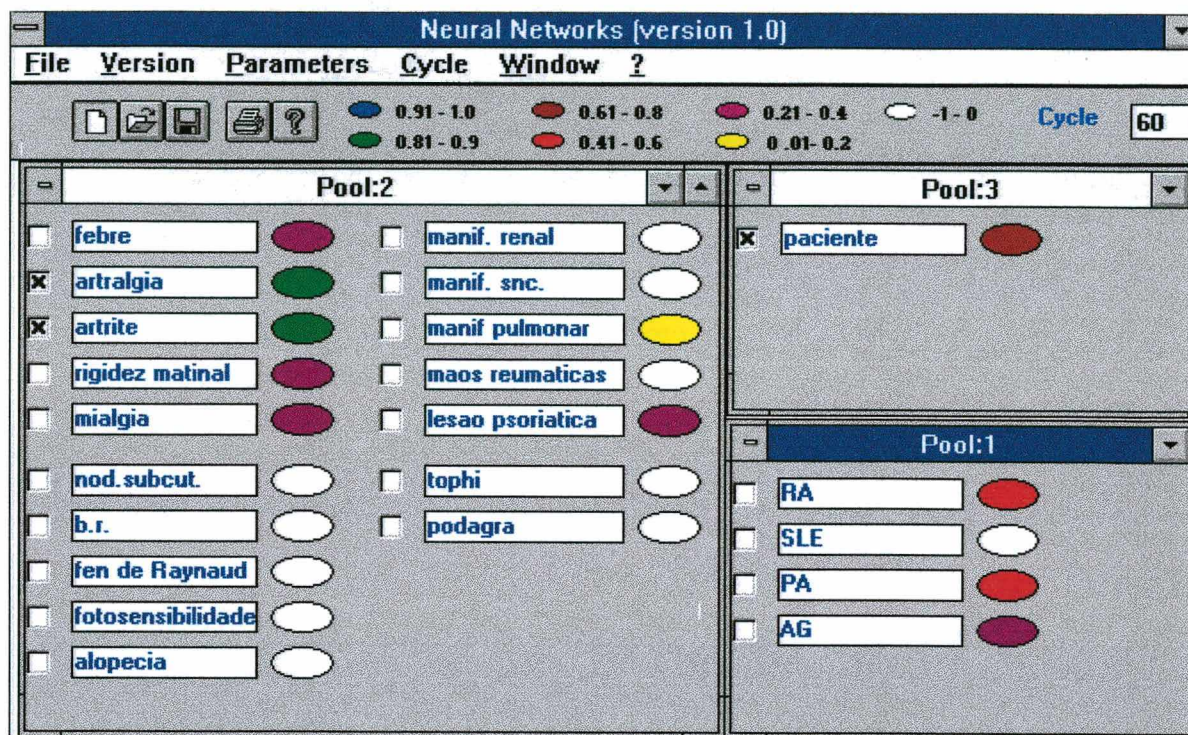 Neural Networks (version 1.0)
File Version Parameters Cycle Window ?
0.91 - 1.0 0.61 - 0.8 0.21 - 0.4 -1 - 0 Cycle 60
0.81 - 0.9 0.41 - 0.6 0 .01- 0.2
Pool:2
febre manif. renal
artralgia manif. snc.
artrite manif pulmonar
rigidez matinal maos reumaticas
mialgia lesao psoriatica
nod.subcut. tophi
b.r. podagra
fen de Raynaud
fotosensibilidade
alopecia
Pool:3
paciente
Pool:1
RA
SLE
PA
AG